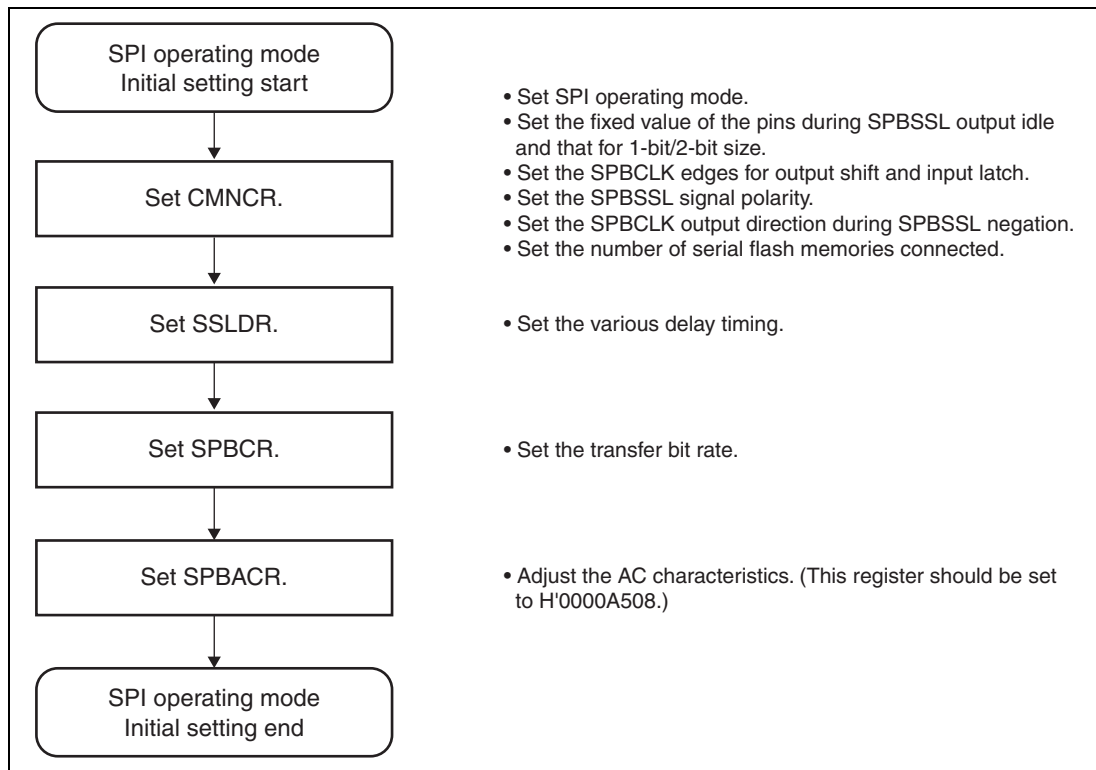 SPI operating mode
Initial setting start
Set CMNCR.
• Set SPI operating mode.
• Set the fixed value of the pins during SPBSSL output idle
and that for 1-bit/2-bit size.
• Set the SPBCLK edges for output shift and input latch.
• Set the SPBSSL signal polarity.
• Set the SPBCLK output direction during SPBSSL negation.
• Set the number of serial flash memories connected.
Set SSLDR.
• Set the various delay timing.
Set SPBCR.
• Set the transfer bit rate.
Set SPBACR.
• Adjust the AC characteristics. (This register should be set
to H'0000A508.)
SPI operating mode
Initial setting end